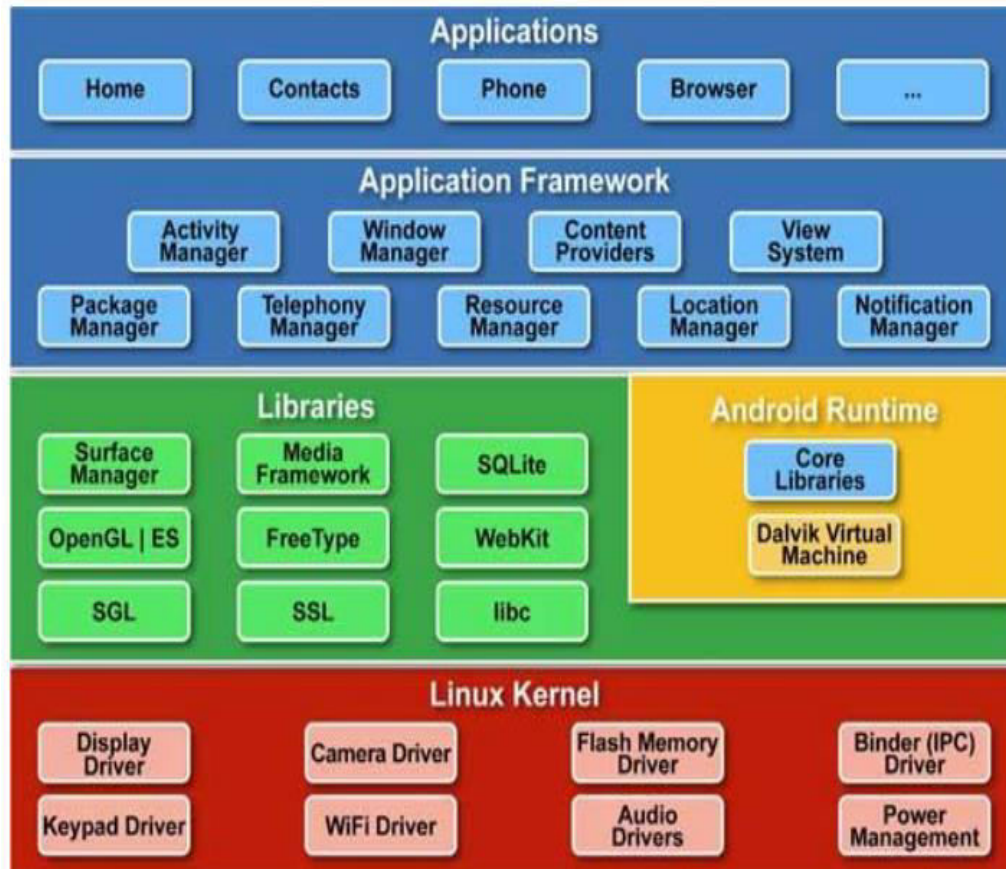 Applications
Home
Contacts
Phone
Browser
...
Application Framework
Activity
Manager
Window
Manager
Content
Providers
View
System
Package
Manager
Telephony
Manager
Resource
Manager
Location
Manager
Notification
Manager
Libraries
Surface
Manager
Media
Framework
SQLite
OpenGL | ES
FreeType
WebKit
SGL
SSL
libc
Android Runtime
Core
Libraries
Dalvik Virtual
Machine
Linux Kernel
Display
Driver
Camera Driver
Flash Memory
Driver
Binder (IPC)
Driver
Keypad Driver
WiFi Driver
Audio
Drivers
Power
Management